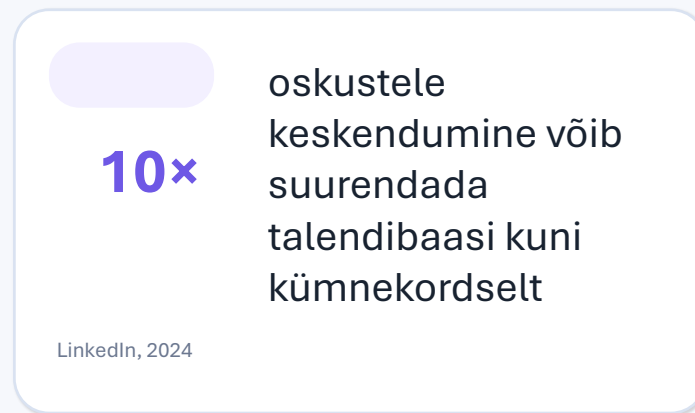 10×
oskustele
keskendumine võib
suurendada
talendibaasi kuni
kümnekordselt
LinkedIn, 2024